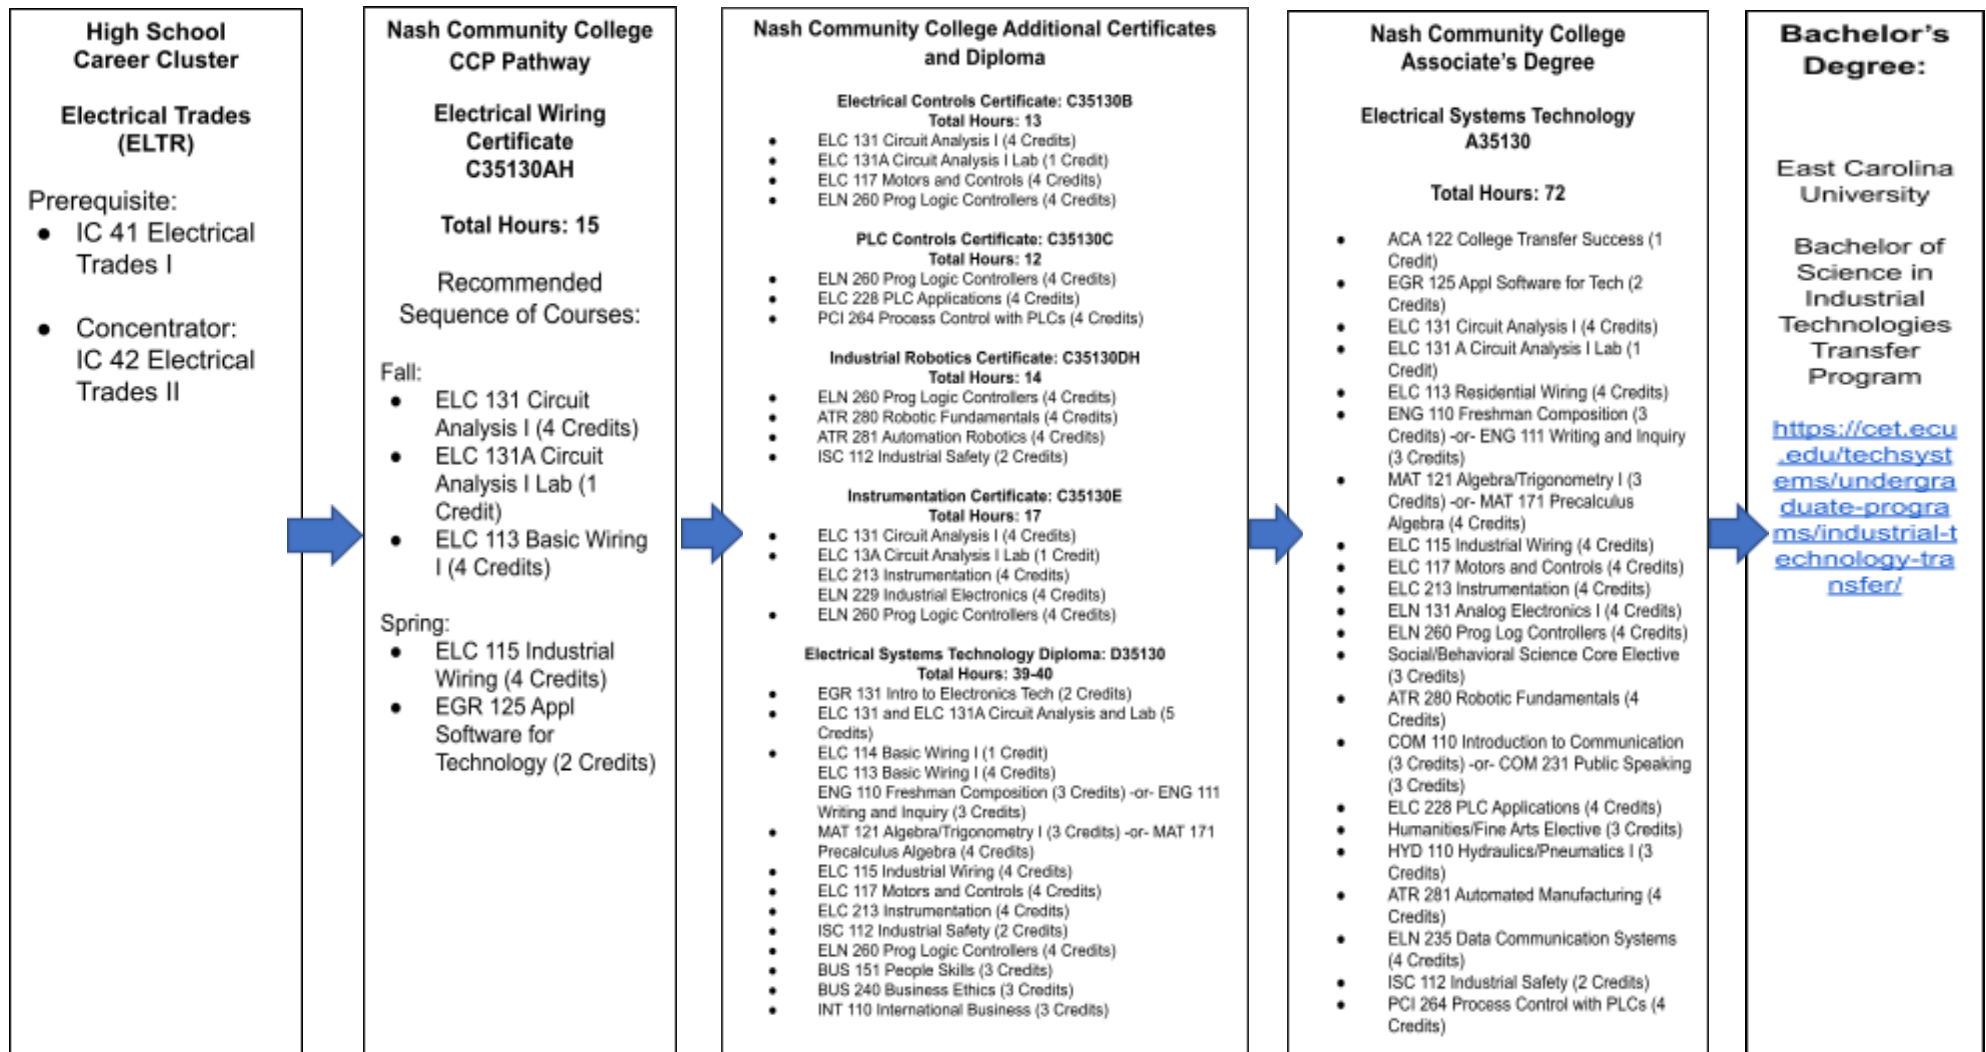 High School
Career Cluster
Electrical Trades
(ELTR)
Prerequisite:
● IC 41 Electrical
Trades I
● Concentrator:
IC 42 Electrical
Trades II
Nash Community College
CCP Pathway
Electrical Wiring
Certificate
C35130AH
Total Hours: 15
Recommended
Sequence of Courses:
Fall:
● ELC 131 Circuit
Analysis I (4 Credits)
● ELC 131A Circuit
Analysis I Lab (1
Credit)
● ELC 113 Basic Wiring
I (4 Credits)
Spring:
● ELC 115 Industrial
Wiring (4 Credits)
● EGR 125 Appl
Software for
Technology (2 Credits)
Nash Community College Additional Certificates
and Diploma
Electrical Controls Certificate: C35130B
Total Hours: 13
● ELC 131 Circuit Analysis I (4 Credits)
● ELC 131A Circuit Analysis I Lab (1 Credit)
● ELC 117 Motors and Controls (4 Credits)
● ELN 260 Prog Logic Controllers (4 Credits)
PLC Controls Certificate: C35130C
Total Hours: 12
● ELN 260 Prog Logic Controllers (4 Credits)
● ELC 228 PLC Applications (4 Credits)
● PCI 264 Process Control with PLCs (4 Credits)
Industrial Robotics Certificate: C35130DH
Total Hours: 14
● ELN 260 Prog Logic Controllers (4 Credits)
● ATR 280 Robotic Fundamentals (4 Credits)
● ATR 281 Automation Robotics (4 Credits)
● ISC 112 Industrial Safety (2 Credits)
Instrumentation Certificate: C35130E
Total Hours: 17
● ELC 131 Circuit Analysis I (4 Credits)
● ELC 13A Circuit Analysis I Lab (1 Credit)
ELC 213 Instrumentation (4 Credits)
ELN 229 Industrial Electronics (4 Credits)
● ELN 260 Prog Logic Controllers (4 Credits)
Electrical Systems Technology Diploma: D35130
Total Hours: 39-40
● EGR 131 Intro to Electronics Tech (2 Credits)
● ELC 131 and ELC 131A Circuit Analysis and Lab (5
Credits)
● ELC 114 Basic Wiring I (1 Credit)
ELC 113 Basic Wiring I (4 Credits)
ENG 110 Freshman Composition (3 Credits) -or- ENG 111
Writing and Inquiry (3 Credits)
● MAT 121 Algebra/Trigonometry I (3 Credits) -or- MAT 171
Precalculus Algebra (4 Credits)
● ELC 115 Industrial Wiring (4 Credits)
● ELC 117 Motors and Controls (4 Credits)
● ELC 213 Instrumentation (4 Credits)
● ISC 112 Industrial Safety (2 Credits)
● ELN 260 Prog Logic Controllers (4 Credits)
● BUS 151 People Skills (3 Credits)
● BUS 240 Business Ethics (3 Credits)
● INT 110 International Business (3 Credits)
Nash Community College
Associate's Degree
Electrical Systems Technology
A35130
Total Hours: 72
● ACA 122 College Transfer Success (1
Credit)
● EGR 125 Appl Software for Tech (2
Credits)
● ELC 131 Circuit Analysis I (4 Credits)
● ELC 131 A Circuit Analysis I Lab (1
Credit)
● ELC 113 Residential Wiring (4 Credits)
● ENG 110 Freshman Composition (3
Credits) -or- ENG 111 Writing and Inquiry
(3 Credits)
● MAT 121 Algebra/Trigonometry I (3
Credits) -or- MAT 171 Precalculus
Algebra (4 Credits)
● ELC 115 Industrial Wiring (4 Credits)
● ELC 117 Motors and Controls (4 Credits)
● ELC 213 Instrumentation (4 Credits)
● ELN 131 Analog Electronics I (4 Credits)
● ELN 260 Prog Log Controllers (4 Credits)
● Social/Behavioral Science Core Elective
(3 Credits)
● ATR 280 Robotic Fundamentals (4
Credits)
● COM 110 Introduction to Communication
(3 Credits) -or- COM 231 Public Speaking
(3 Credits)
● ELC 228 PLC Applications (4 Credits)
● Humanities/Fine Arts Elective (3 Credits)
● HYD 110 Hydraulics/Pneumatics I (3
Credits)
● ATR 281 Automated Manufacturing (4
Credits)
● ELN 235 Data Communication Systems
(4 Credits)
● ISC 112 Industrial Safety (2 Credits)
● PCI 264 Process Control with PLCs (4
Credits)
Bachelor's
Degree:
East Carolina
University
Bachelor of
Science in
Industrial
Technologies
Transfer
Program
https://cet.ecu
.edu/techsyst
ems/undergra
duate-progra
ms/industrial-t
echnology-tra
nsfer/